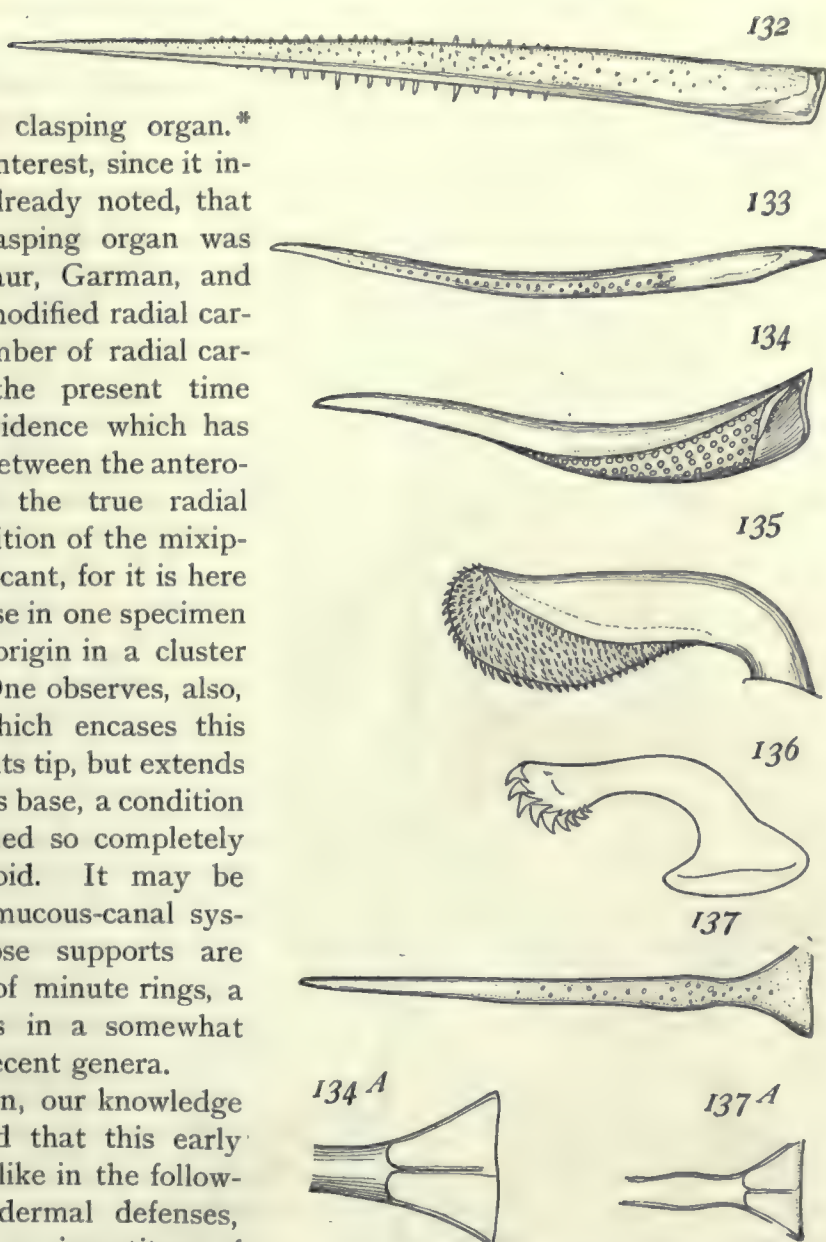 132
clasping organ.*
nterest, since it in-
lready noted, that
asping organ was
aur, Garman, and
nodified radial car-
nber of radial car-
the present time
idence which has
between the antero-
the true radial
ition of the mixip-
cant, for it is here
se in one specimen
origin in a cluster
One observes, also,
hich encases this
ts tip, but extends
s base, a condition
ed so completely
oid. It may be
mucous-canal sys-
ose supports are
of minute rings, a
s in a somewhat
ecent genera.
n, our knowledge
d that this early
like in the follow-
dermal defenses,
133
134
135
136
137
134 A
137 A